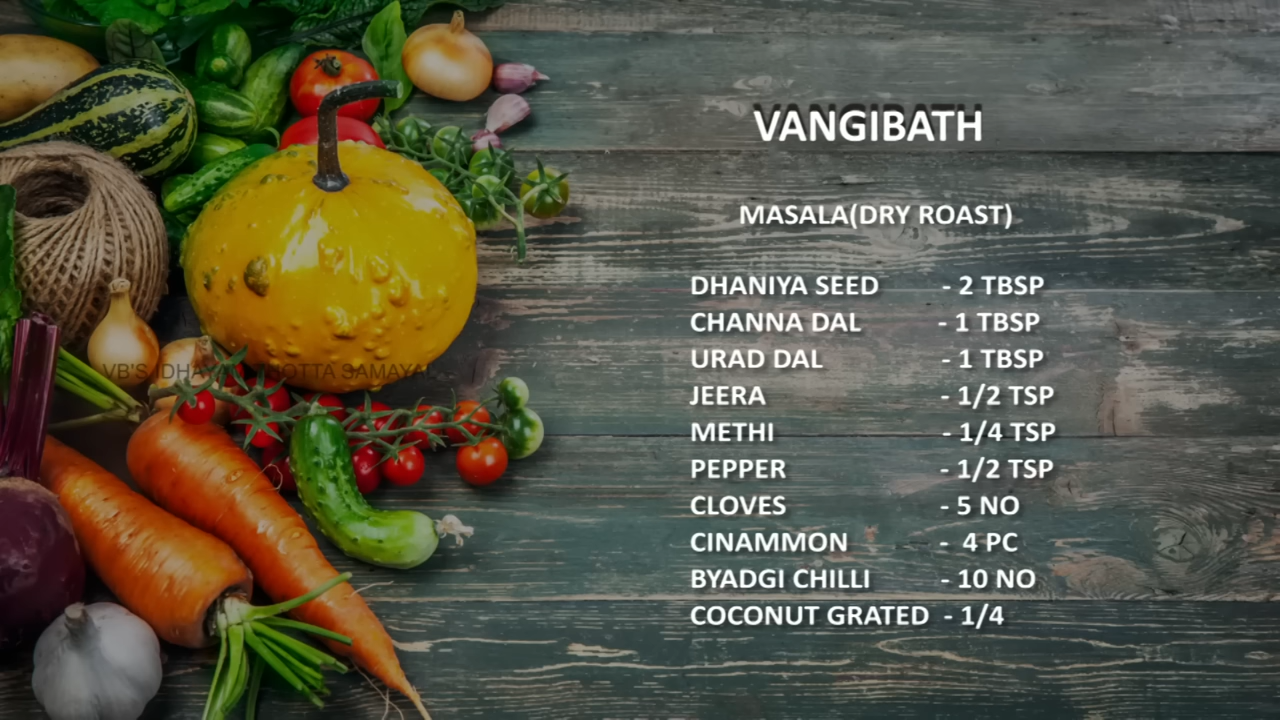 VANGIBATH
MASALA(DRY ROAST)
DHANIYA SEED - 2 TBSP
CHANNA DAL - 1 TBSP
URAD DAL - 1 TBSP
JEERA - 1/2 TSP
METHI - 1/4 TSP
PEPPER - 1/2 TSP
CLOVES - 5 NO
CINAMMON - 4 PC
BYADGI CHILLI - 10 NO
COCONUT GRATED - 1/4
VB'S SAMAYAL